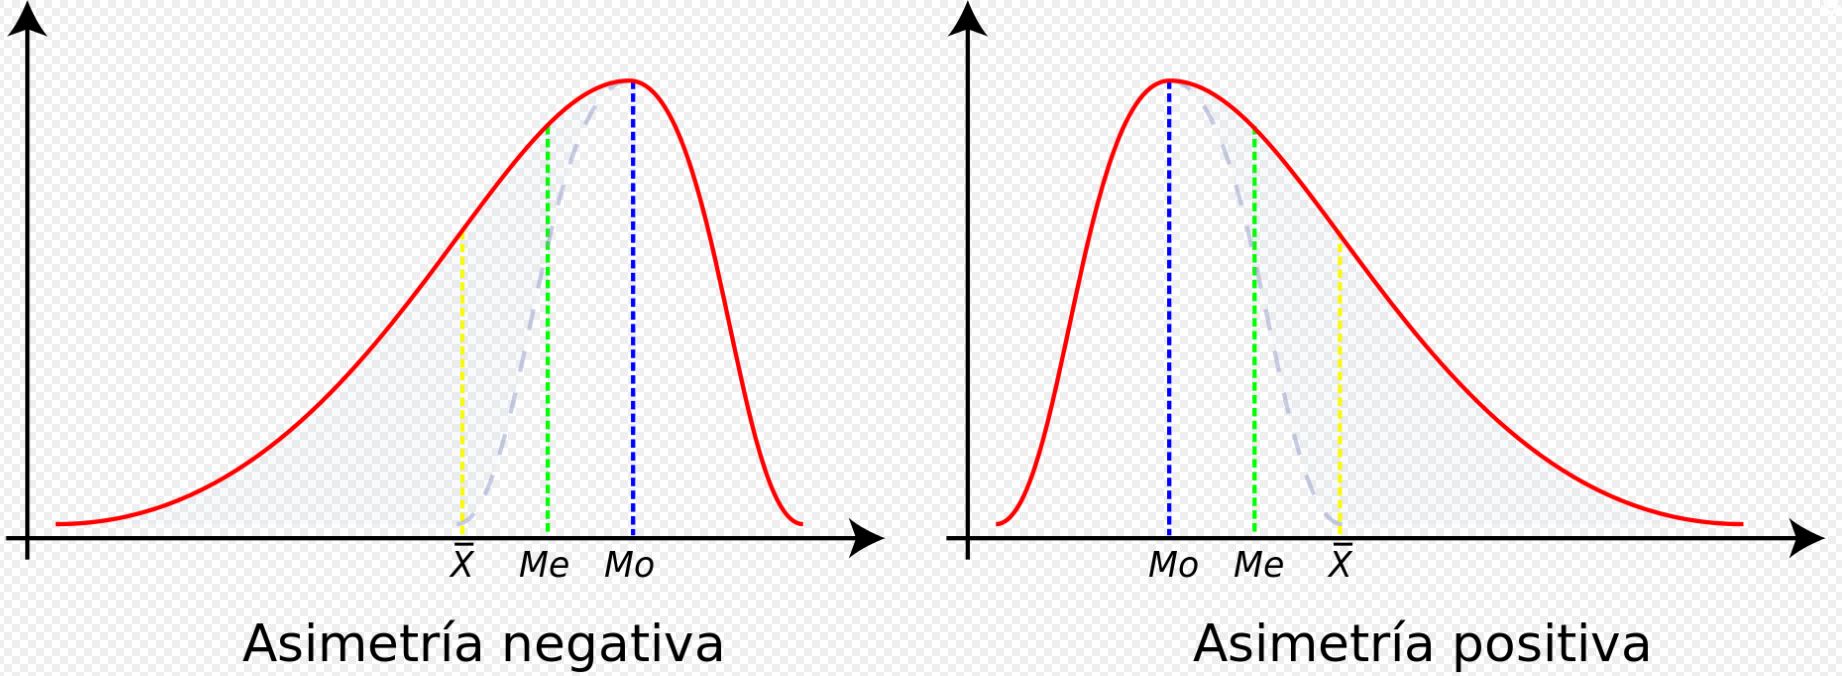 X̅ Me Mo
Mo Me X̅
Asimetría negativa
Asimetría positiva